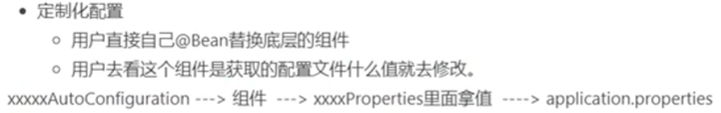 定制化配置
用户直接自己@Bean替换底层的组件
用户去看这个组件是获取的配置文件什么值就去修改。
xxxxxAutoConfiguration ---> 组件 ---> xxxxProperties里面拿值 ----> application.properties